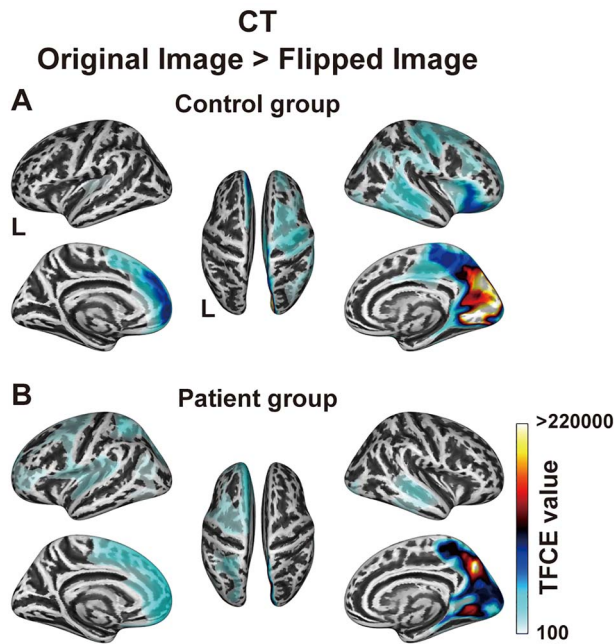 CT
Original Image > Flipped Image
A
Control group
L
L
B
Patient group
>220000
TFCE value
100